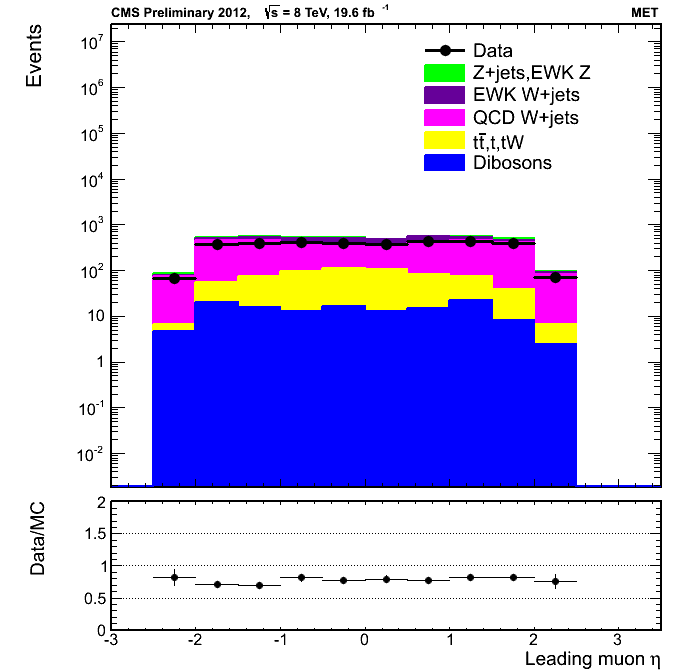 CMS Preliminary 2012, √s = 8 TeV, 19.6 fb⁻¹ MET
Events
10⁷
10⁶
10⁵
10⁴
10³
10²
10
1
10⁻¹
10⁻²
Data
Z+jets,EWK Z
EWK W+jets
QCD W+jets
tt̄,t,tW
Dibosons
Data/MC
2
1.5
1
0.5
0
-3 -2 -1 0 1 2 3
Leading muon η